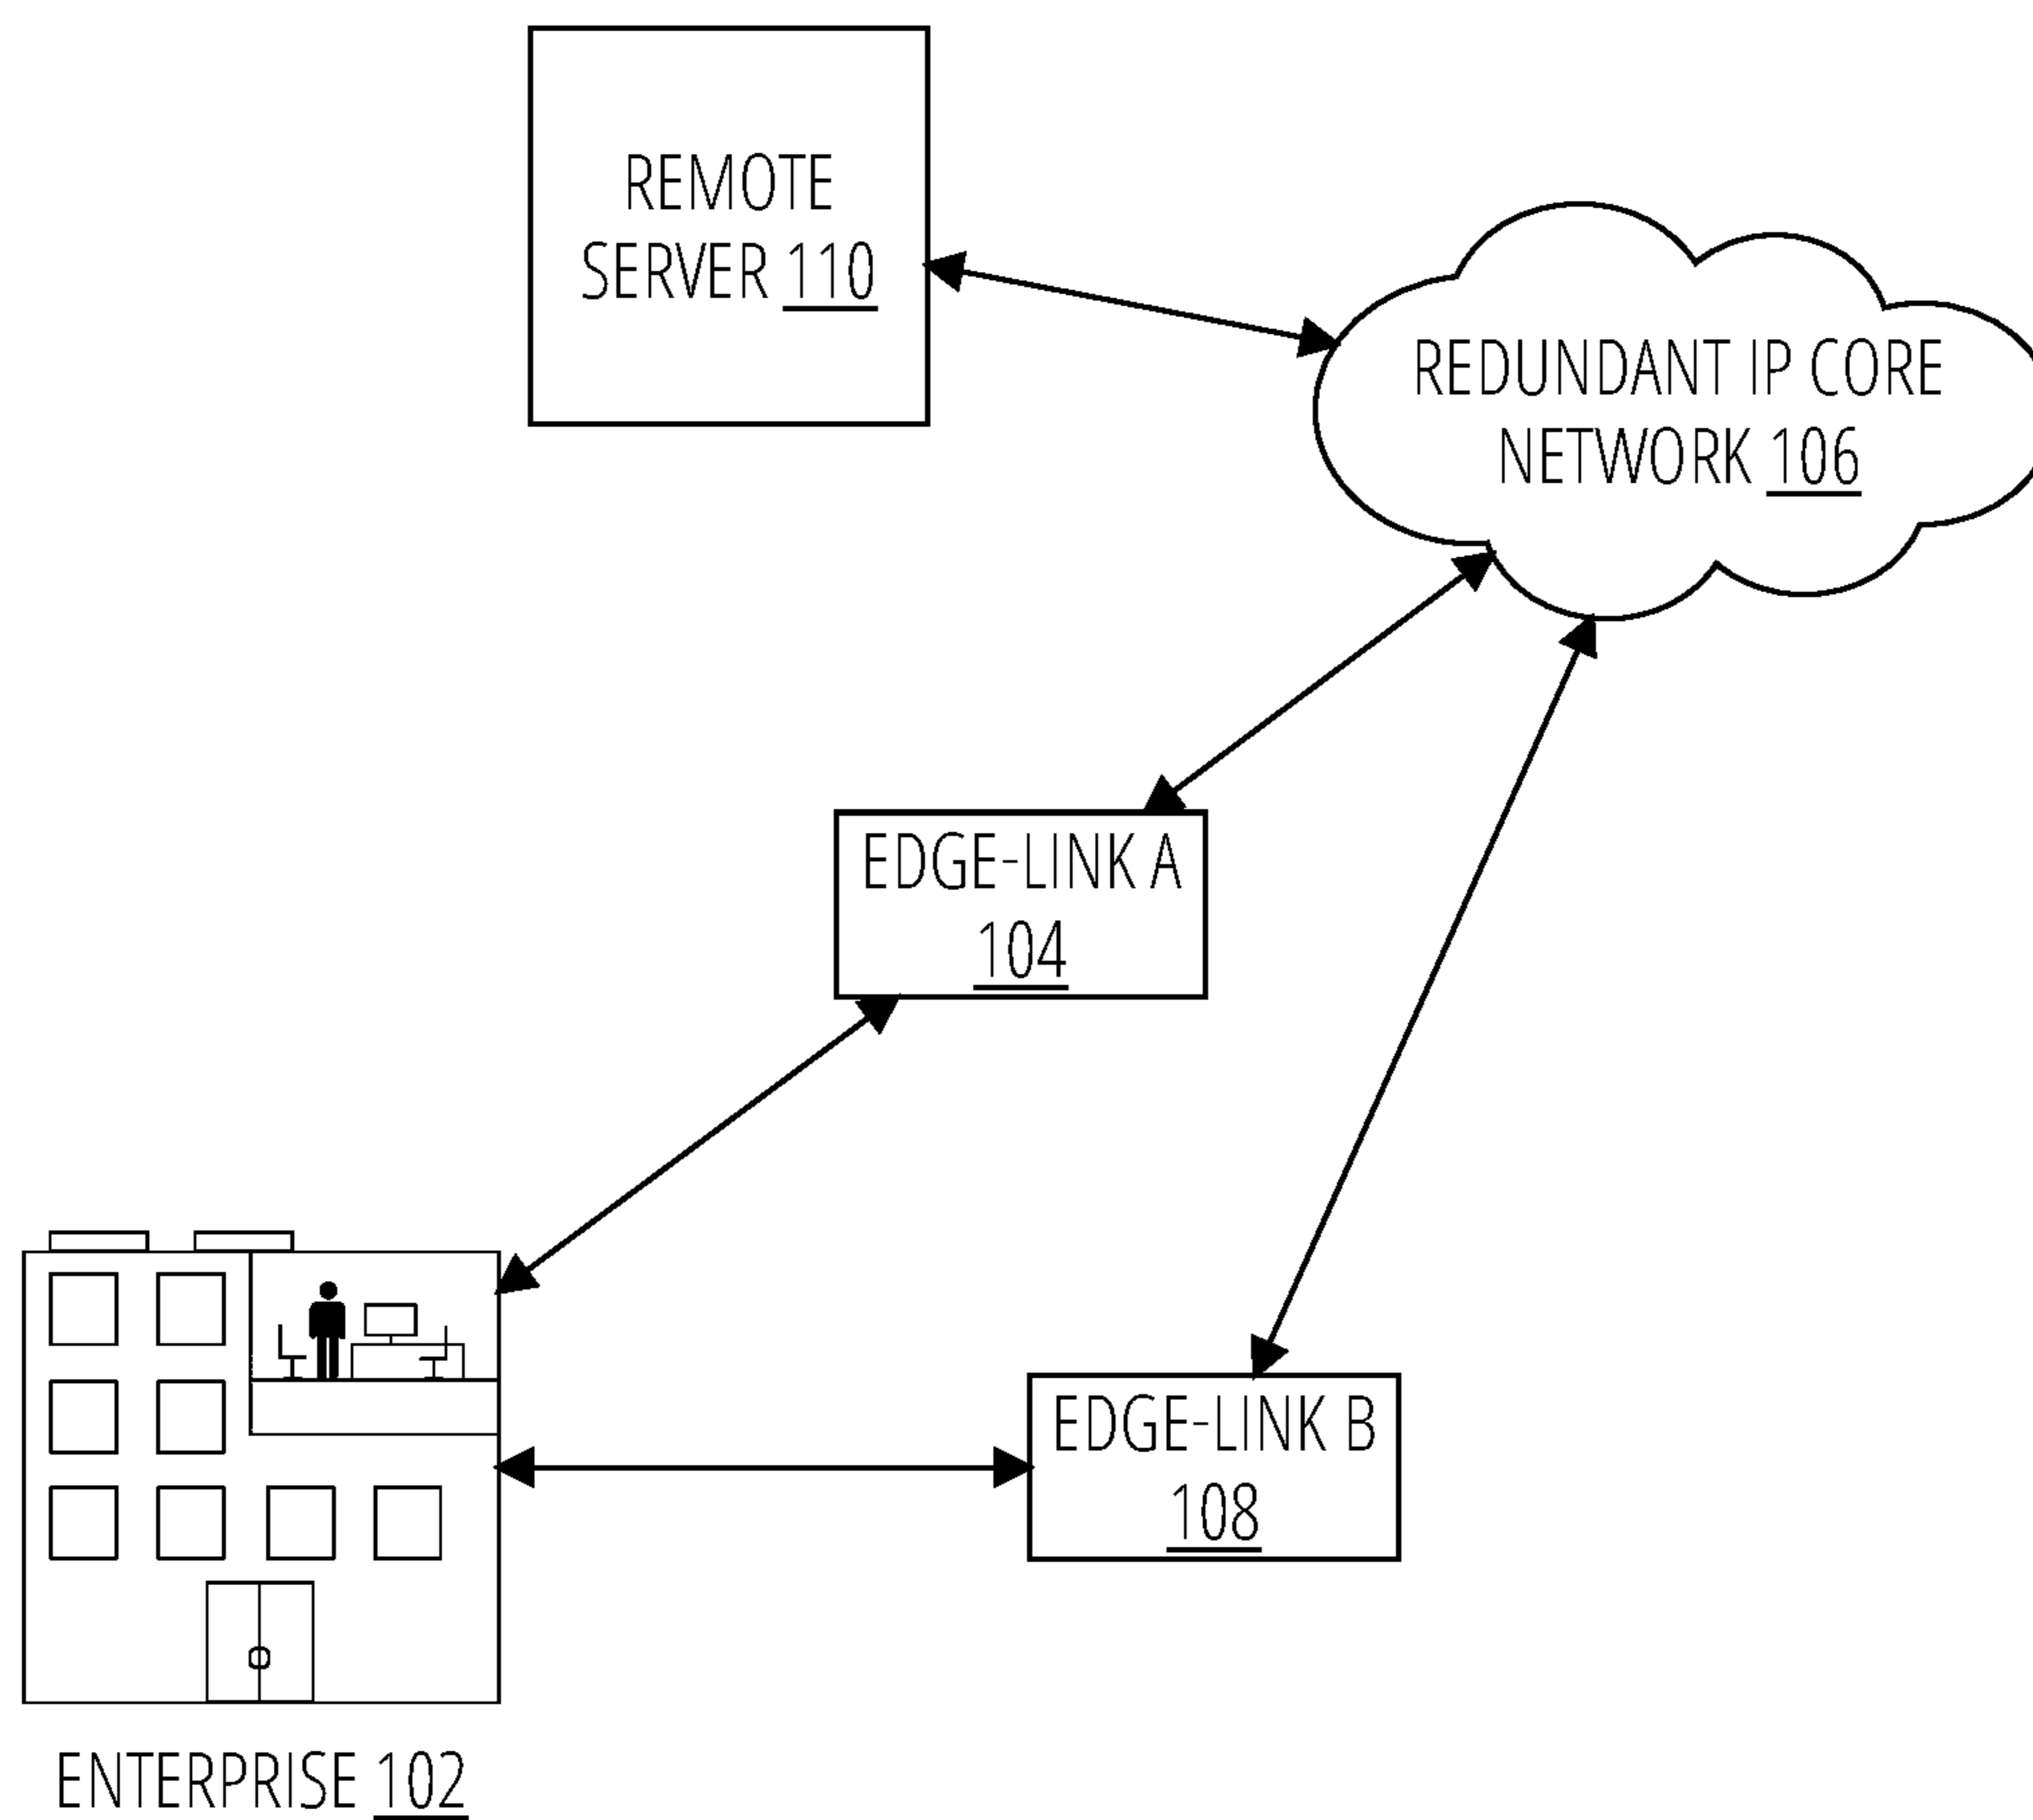 REMOTE
SERVER 110
REDUNDANT IP CORE
NETWORK 106
EDGE-LINK A
104
EDGE-LINK B
108
ENTERPRISE 102